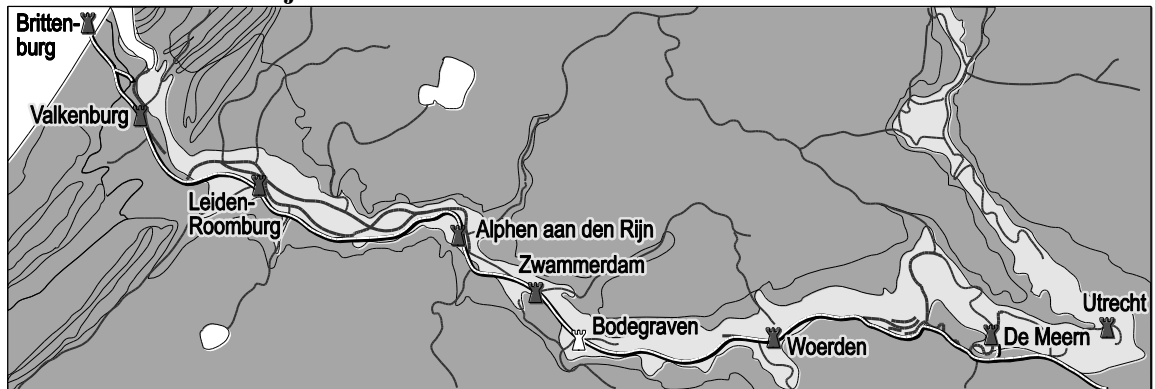 Britten-
burg
Valkenburg
Leiden-
Roomburg
Alphen aan den Rijn
Zwammerdam
Bodegraven
Woerden
De Meern
Utrecht